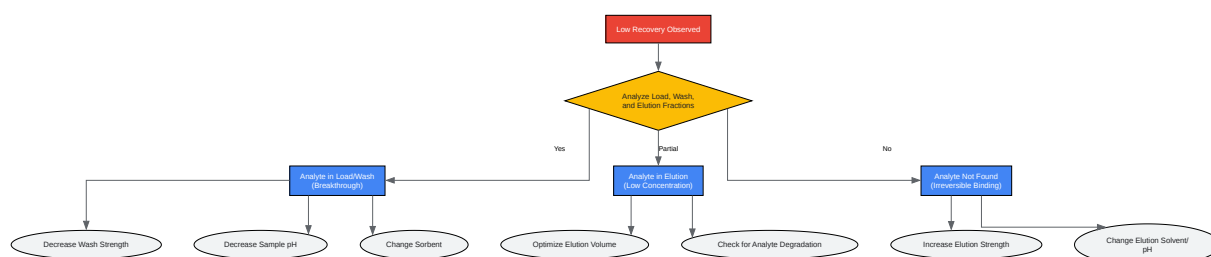 Low Recovery Observed
Analyze Load, Wash,
and Elution Fractions
Yes
Partial
No
Analyte in Load/Wash
(Breakthrough)
Analyte in Elution
(Low Concentration)
Analyte Not Found
(Irreversible Binding)
Decrease Wash Strength
Decrease Sample pH
Change Sorbent
Optimize Elution Volume
Check for Analyte Degradation
Increase Elution Strength
Change Elution Solvent/
pH